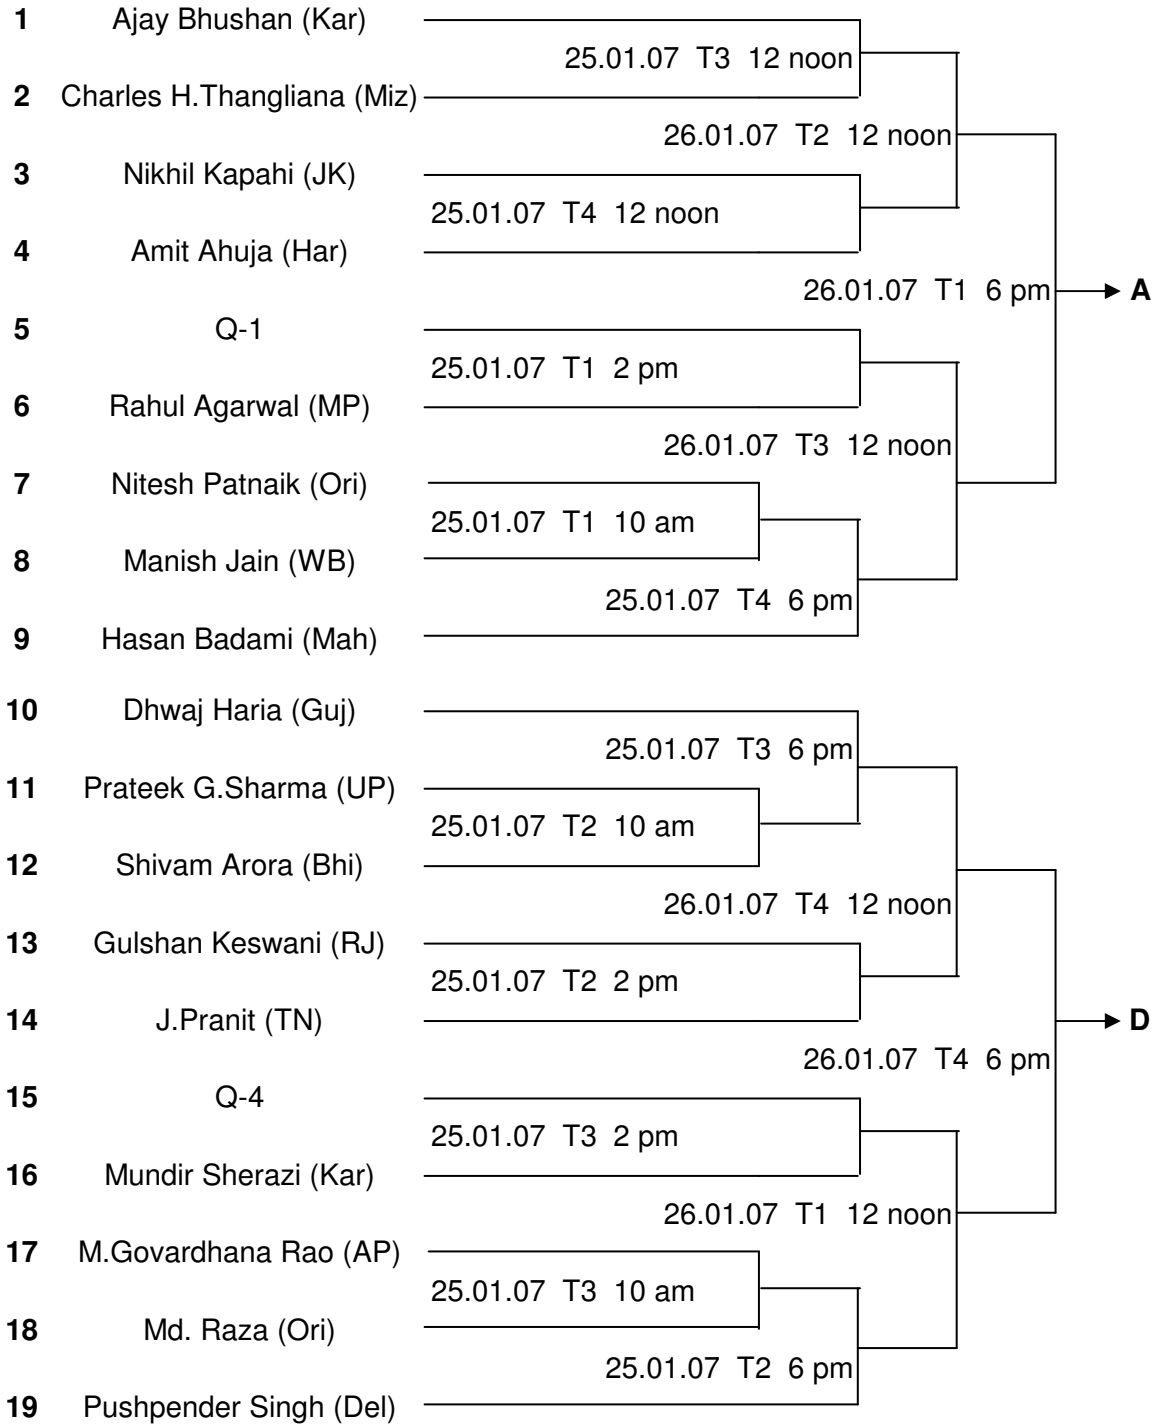 1 Ajay Bhushan (Kar)
25.01.07 T3 12 noon
2 Charles H.Thangliana (Miz)
26.01.07 T2 12 noon
3 Nikhil Kapahi (JK)
25.01.07 T4 12 noon
4 Amit Ahuja (Har)
26.01.07 T1 6 pm A
5 Q-1
25.01.07 T1 2 pm
6 Rahul Agarwal (MP)
26.01.07 T3 12 noon
7 Nitesh Patnaik (Ori)
25.01.07 T1 10 am
8 Manish Jain (WB)
25.01.07 T4 6 pm
9 Hasan Badami (Mah)
10 Dhwaj Haria (Guj)
25.01.07 T3 6 pm
11 Prateek G.Sharma (UP)
25.01.07 T2 10 am
12 Shivam Arora (Bhi)
26.01.07 T4 12 noon
13 Gulshan Keswani (RJ)
25.01.07 T2 2 pm
14 J.Pranit (TN) D
26.01.07 T4 6 pm
15 Q-4
25.01.07 T3 2 pm
16 Mundir Sherazi (Kar)
26.01.07 T1 12 noon
17 M.Govardhana Rao (AP)
25.01.07 T3 10 am
18 Md. Raza (Ori)
25.01.07 T2 6 pm
19 Pushpender Singh (Del)